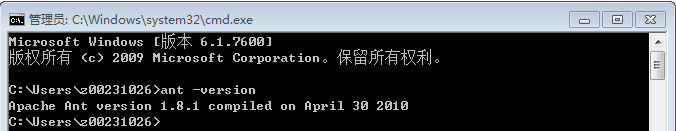 管理员: C:\Windows\system32\cmd.exe
Microsoft Windows [版本 6.1.7600]
版权所有 (c) 2009 Microsoft Corporation。保留所有权利。
C:\Users\z00231026>ant -version
Apache Ant version 1.8.1 compiled on April 30 2010
C:\Users\z00231026>